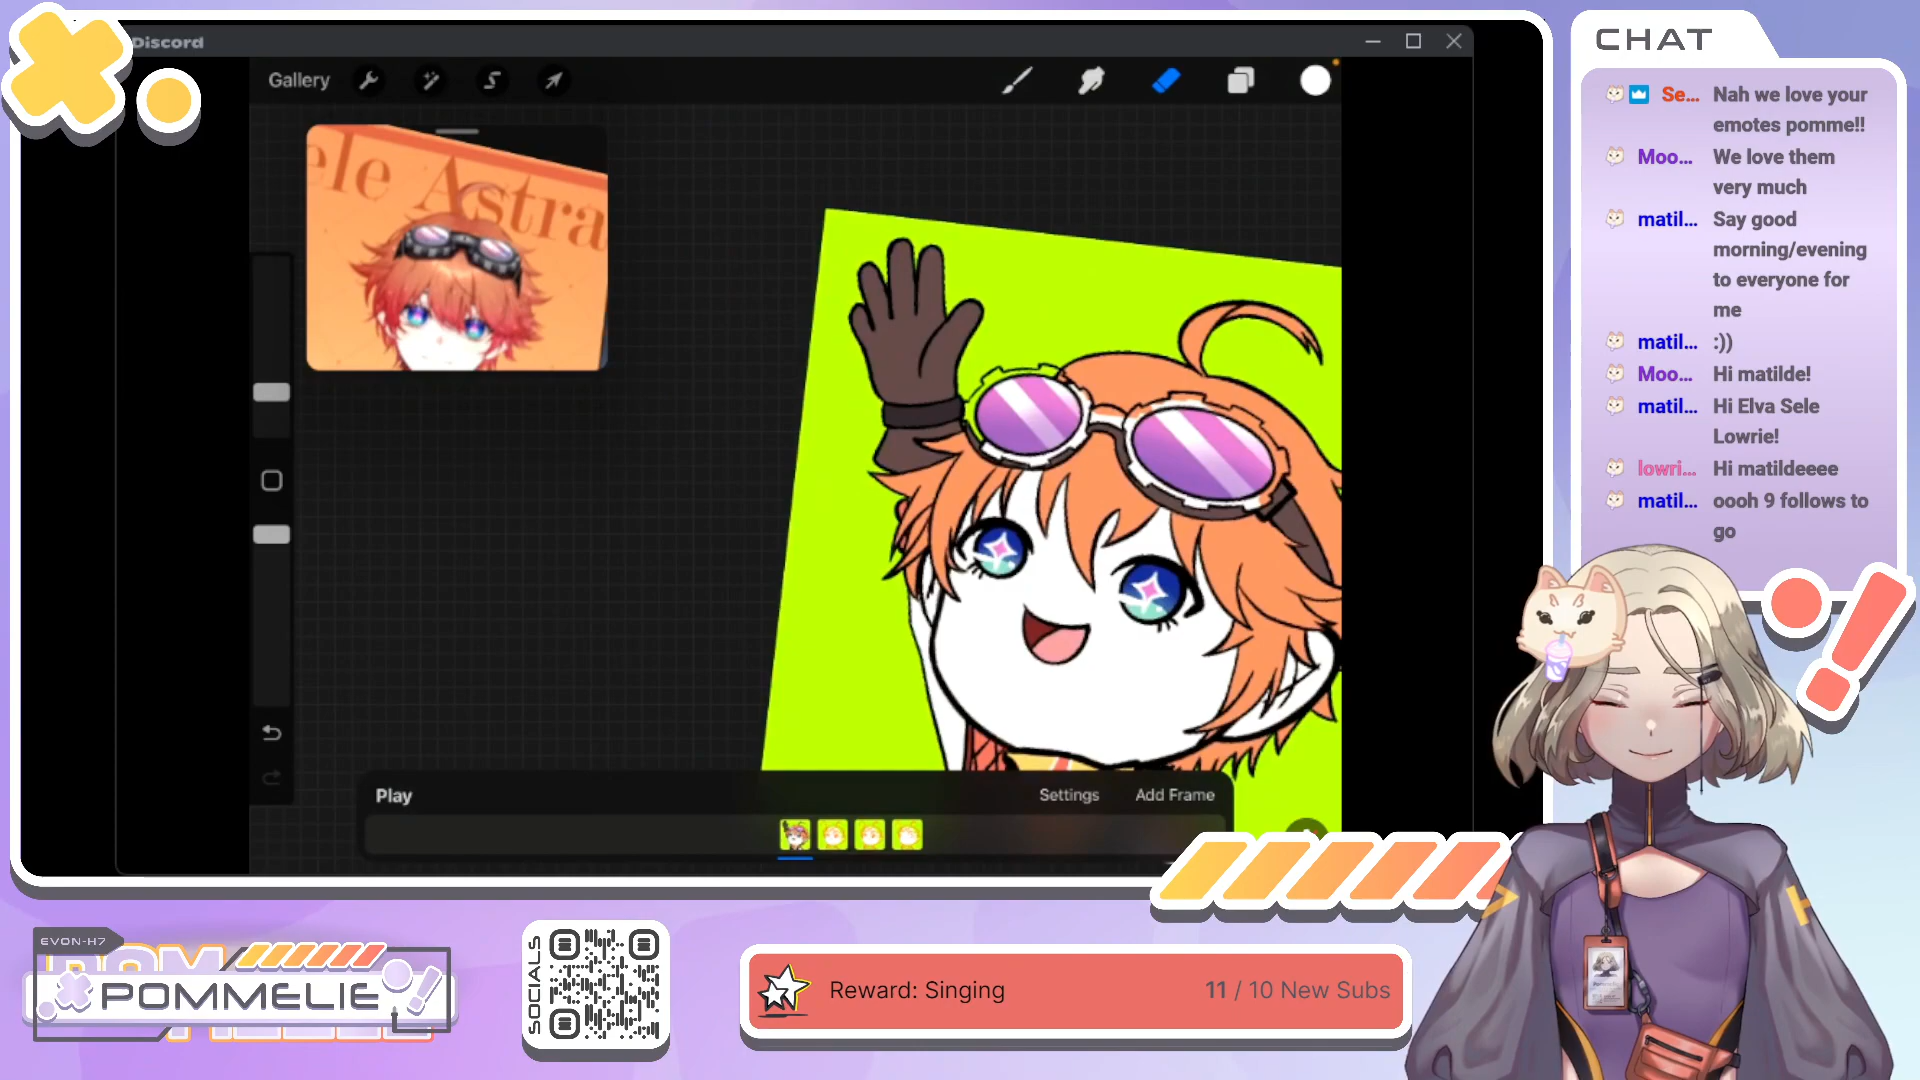 Discord
Gallery
ele Astra
Play
Settings
Add Frame
CHAT
Se... Nah we love your
emotes pomme!!
Moo... We love them
very much
matil... Say good
morning/evening
to everyone for
me
matil... :))
Moo... Hi matilde!
matil... Hi Elva Sele
Lowrie!
lowri... Hi matildeeee
matil... oooh 9 follows to
go
EVON-H7
POMMELIE
SOCIALS
Reward: Singing
11 / 10 New Subs